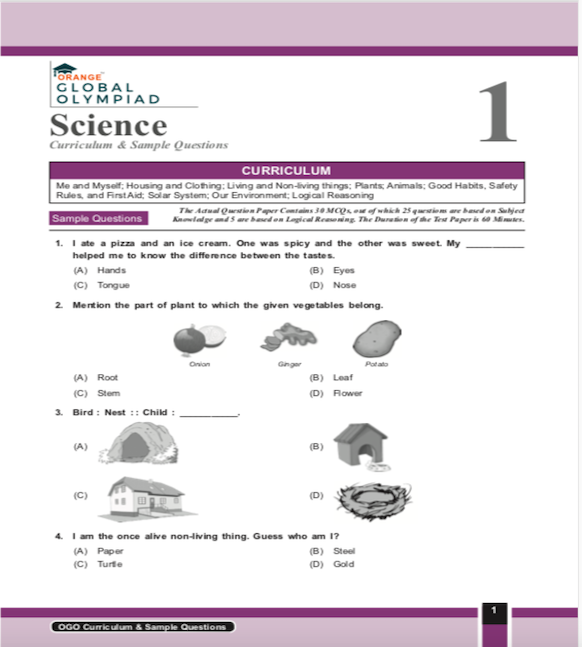 ORANGE
GLOBAL
OLYMPIAD
Science
1
Curriculum & Sample Questions
CURRICULUM
Me and Myself; Housing and Clothing; Living and Non-living things; Plants; Animals; Good Habits, Safety
Rules, and First Aid; Solar System; Our Environment; Logical Reasoning
Sample Questions
The Actual Question Paper Contains 30 MCQs, out of which 25 questions are based on Subject
Knowledge and 5 are based on Logical Reasoning. The Duration of the Test Paper is 60 Minutes.
1. I ate a pizza and an ice cream. One was spicy and the other was sweet. My __________
helped me to know the difference between the tastes.
(A) Hands (B) Eyes
(C) Tongue (D) Nose
2. Mention the part of plant to which the given vegetables belong.
Onion Ginger Potato
(A) Root (B) Leaf
(C) Stem (D) Flower
3. Bird : Nest : : Child : __________.
(A) (B)
(C) (D)
4. I am the once alive non-living thing. Guess who am I?
(A) Paper (B) Steel
(C) Turtle (D) Gold
1
OGO Curriculum & Sample Questions